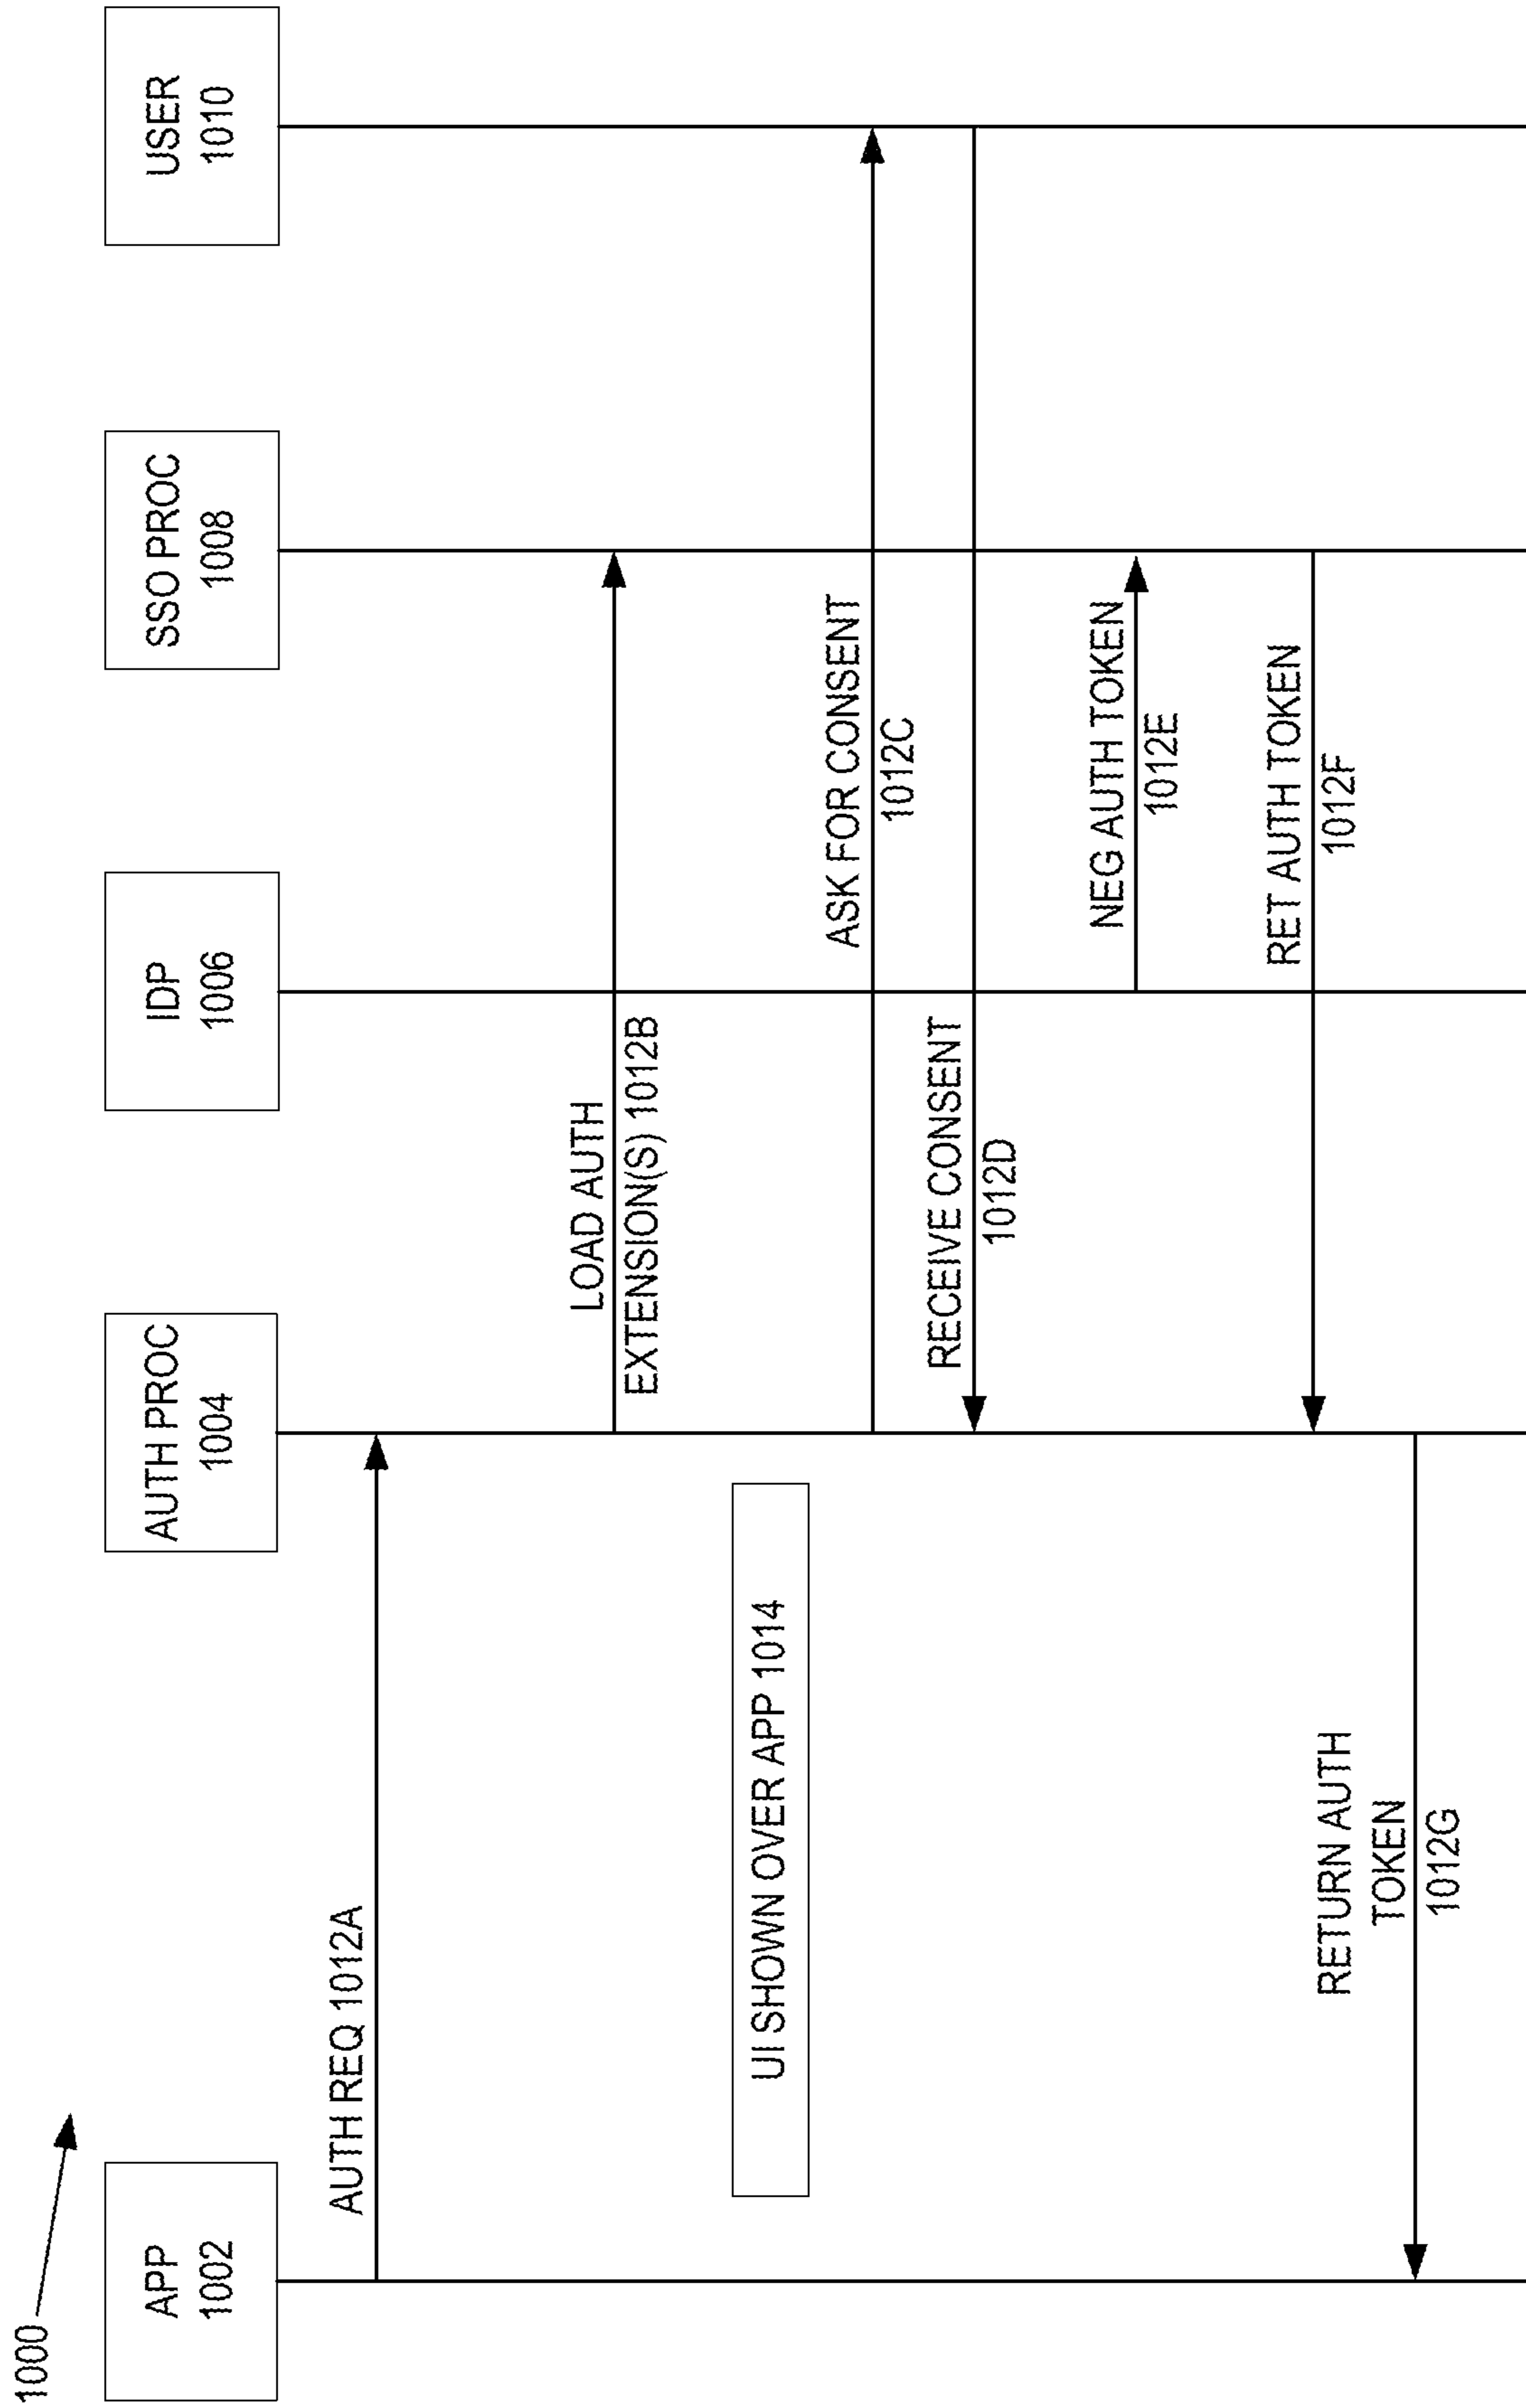 1000
APP
1002
AUTH PROC
1004
IDP
1006
SSO PROC
1008
USER
1010
AUTH REQ 1012A
LOAD AUTH
EXTENSION(S) 1012B
UI SHOWN OVER APP 1014
ASK FOR CONSENT
1012C
RECEIVE CONSENT
1012D
NEG AUTH TOKEN
1012E
RET AUTH TOKEN
1012F
RETURN AUTH
TOKEN
1012G